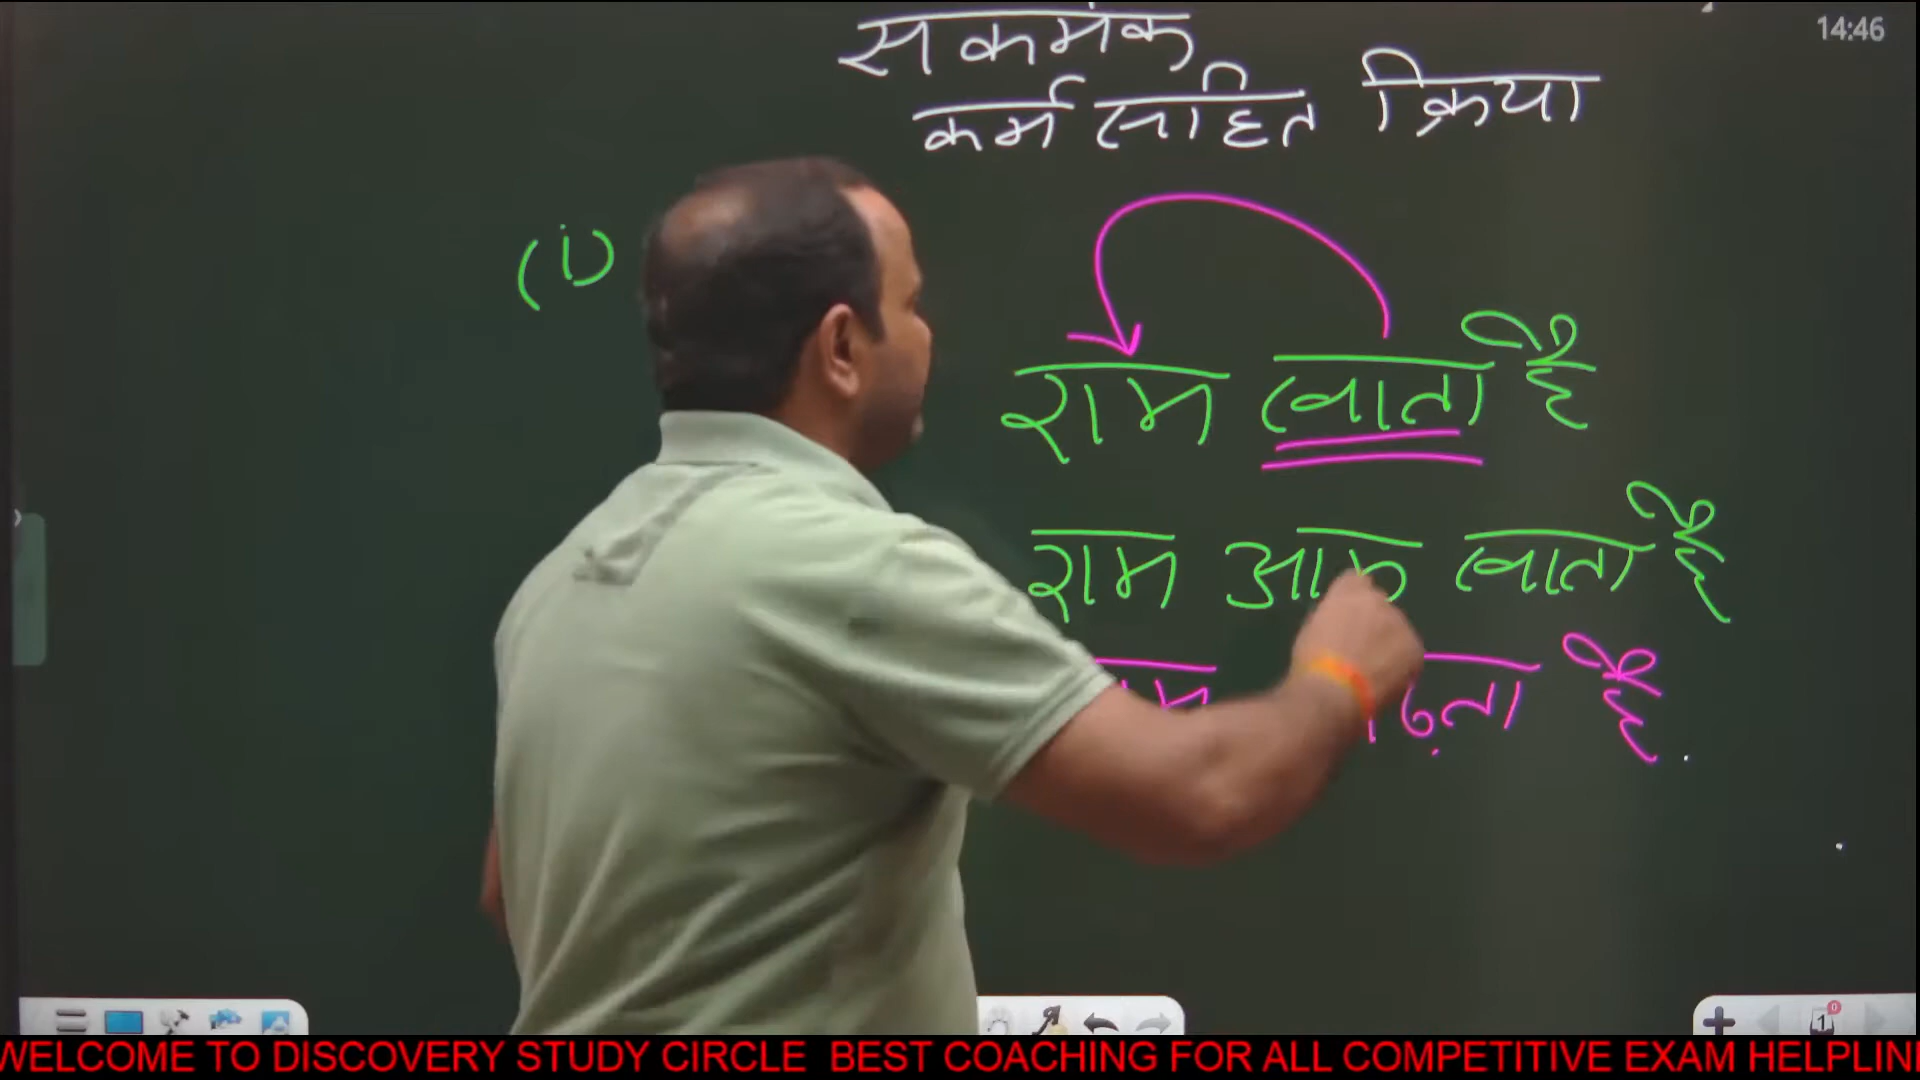 14:46
सकर्मक
कर्म सहित क्रिया
(i)
राम खाता है
राम आम खाता है
है.
1
WELCOME TO DISCOVERY STUDY CIRCLE BEST COACHING FOR ALL COMPETITIVE EXAM HELPLIN